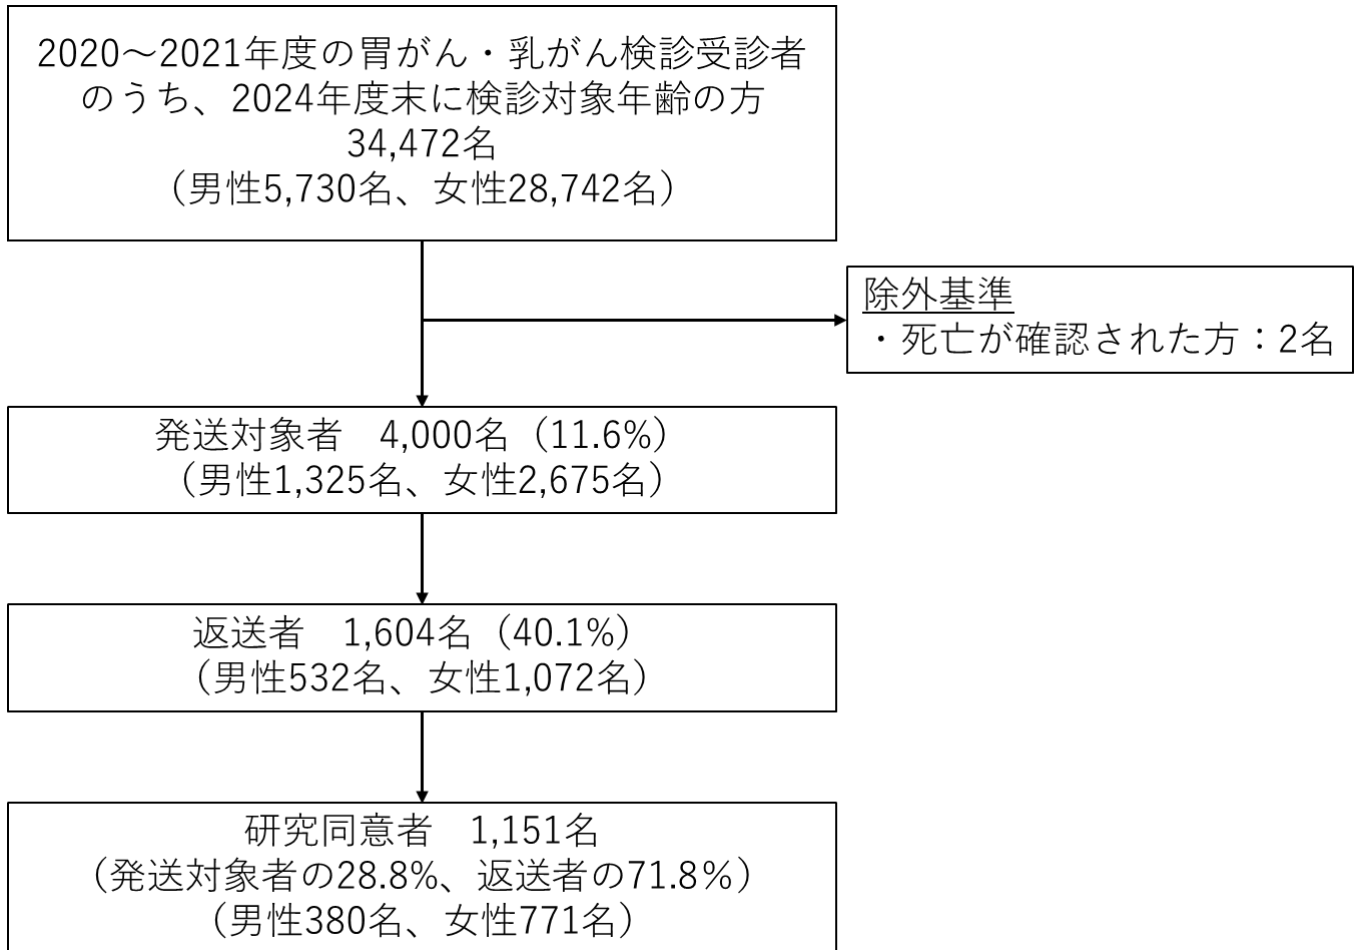 2020～2021年度の胃がん・乳がん検診受診者
のうち、2024年度末に検診対象年齢の方
34,472名
（男性5,730名、女性28,742名）
除外基準
・死亡が確認された方：2名
発送対象者　4,000名（11.6%）
（男性1,325名、女性2,675名）
返送者　1,604名（40.1%）
（男性532名、女性1,072名）
研究同意者　1,151名
（発送対象者の28.8%、返送者の71.8％）
（男性380名、女性771名）